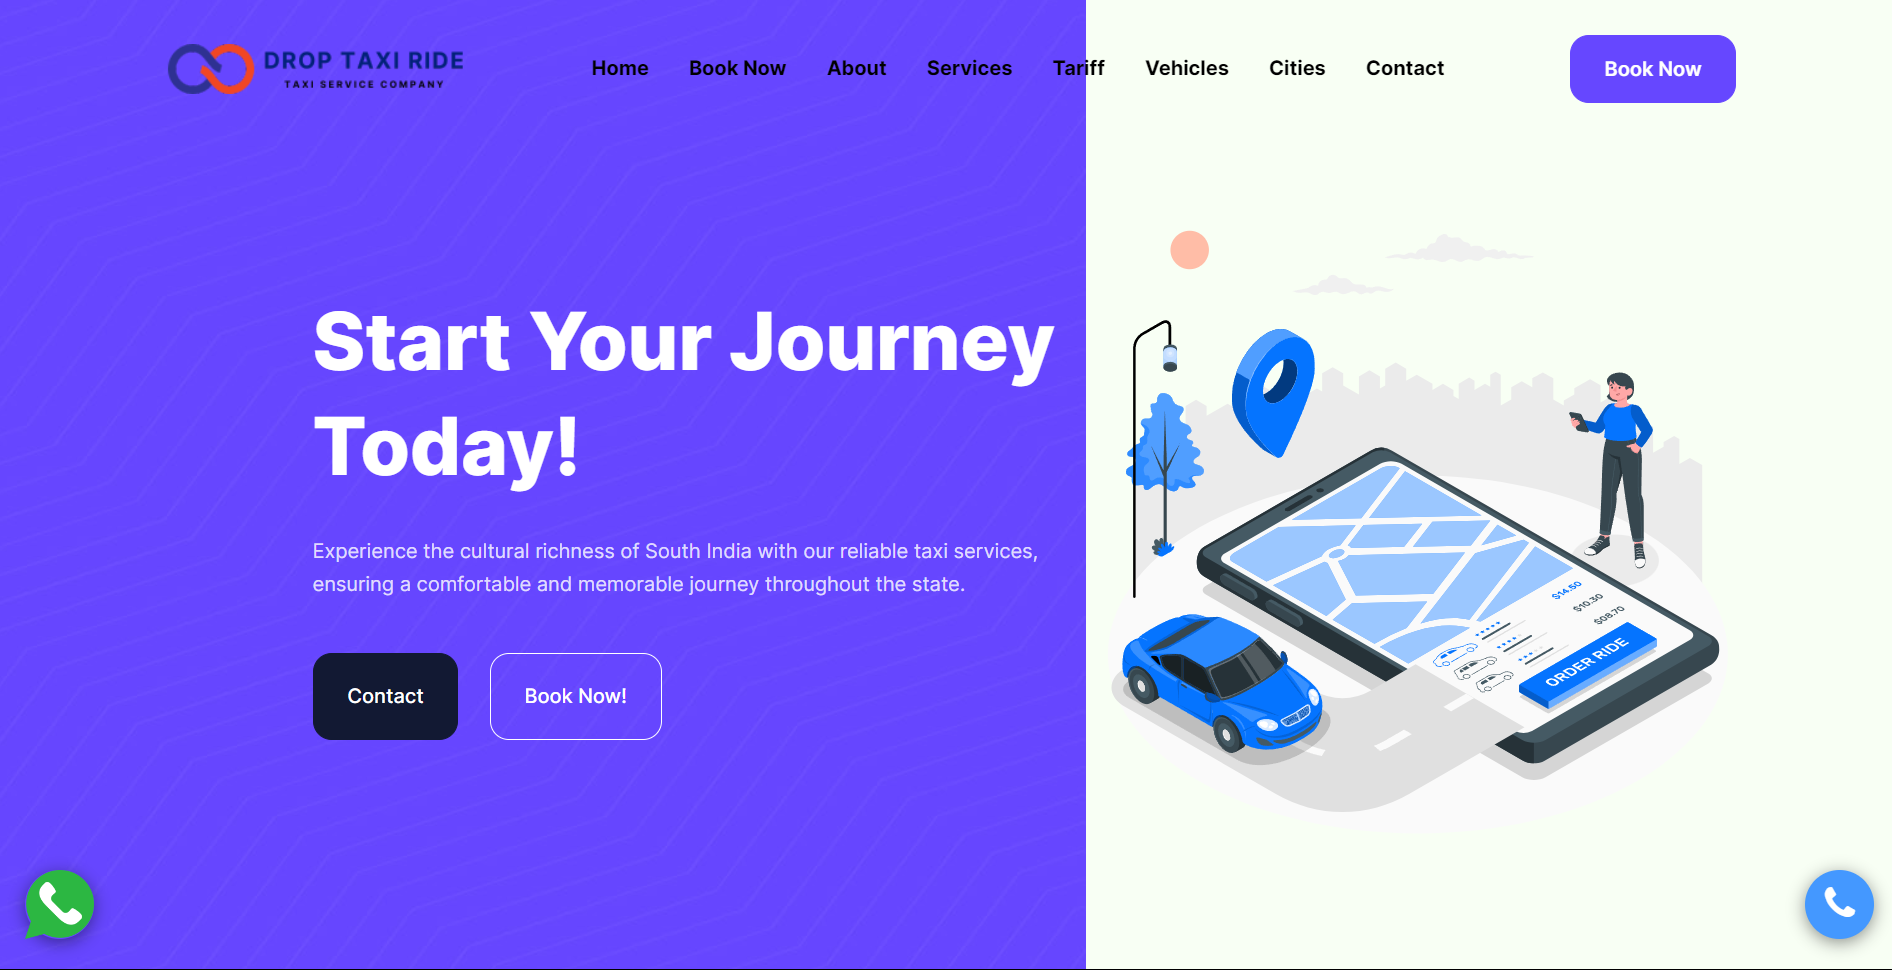 DROP TAXI RIDE
TAXI SERVICE COMPANY
Home Book Now About Services Tariff Vehicles Cities Contact
Book Now
Start Your Journey
Today!
Experience the cultural richness of South India with our reliable taxi services,
ensuring a comfortable and memorable journey throughout the state.
Contact
Book Now!
$14.50
$10.30
$08.70
ORDER RIDE